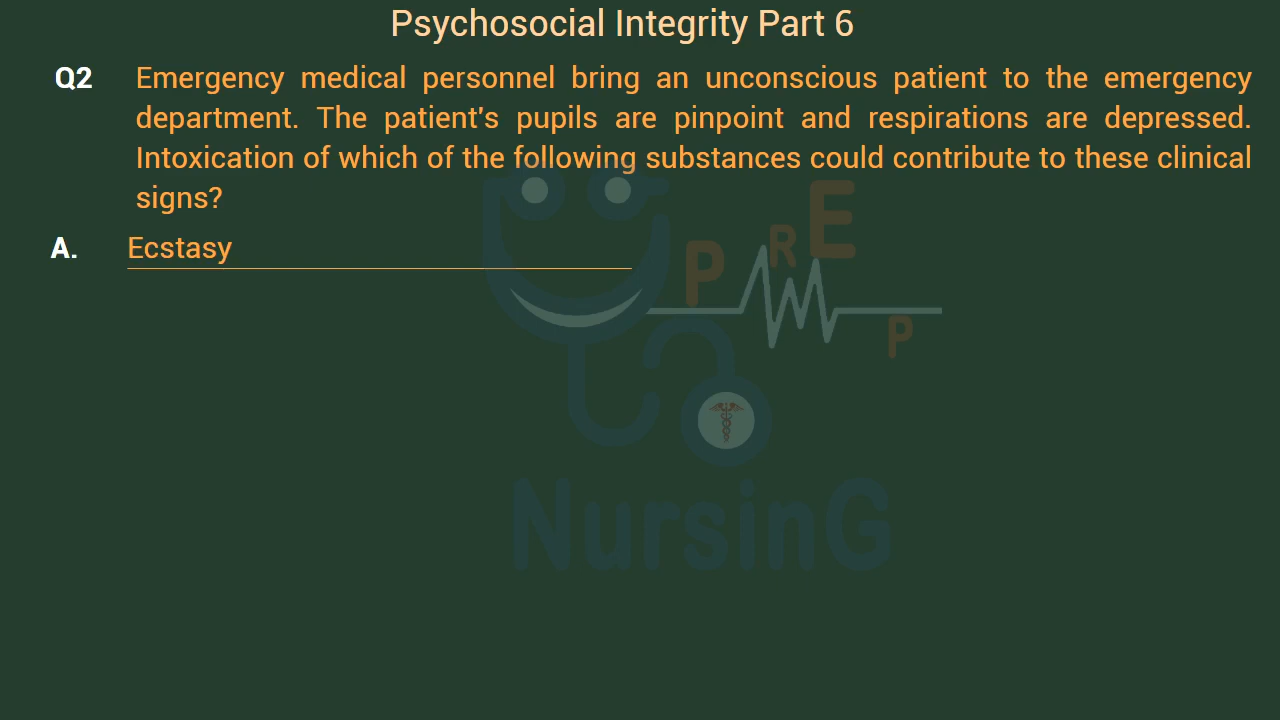 Psychosocial Integrity Part 6
Q2 Emergency medical personnel bring an unconscious patient to the emergency
department. The patient's pupils are pinpoint and respirations are depressed.
Intoxication of which of the following substances could contribute to these clinical
signs?
A. Ecstasy
PREP
NursinG